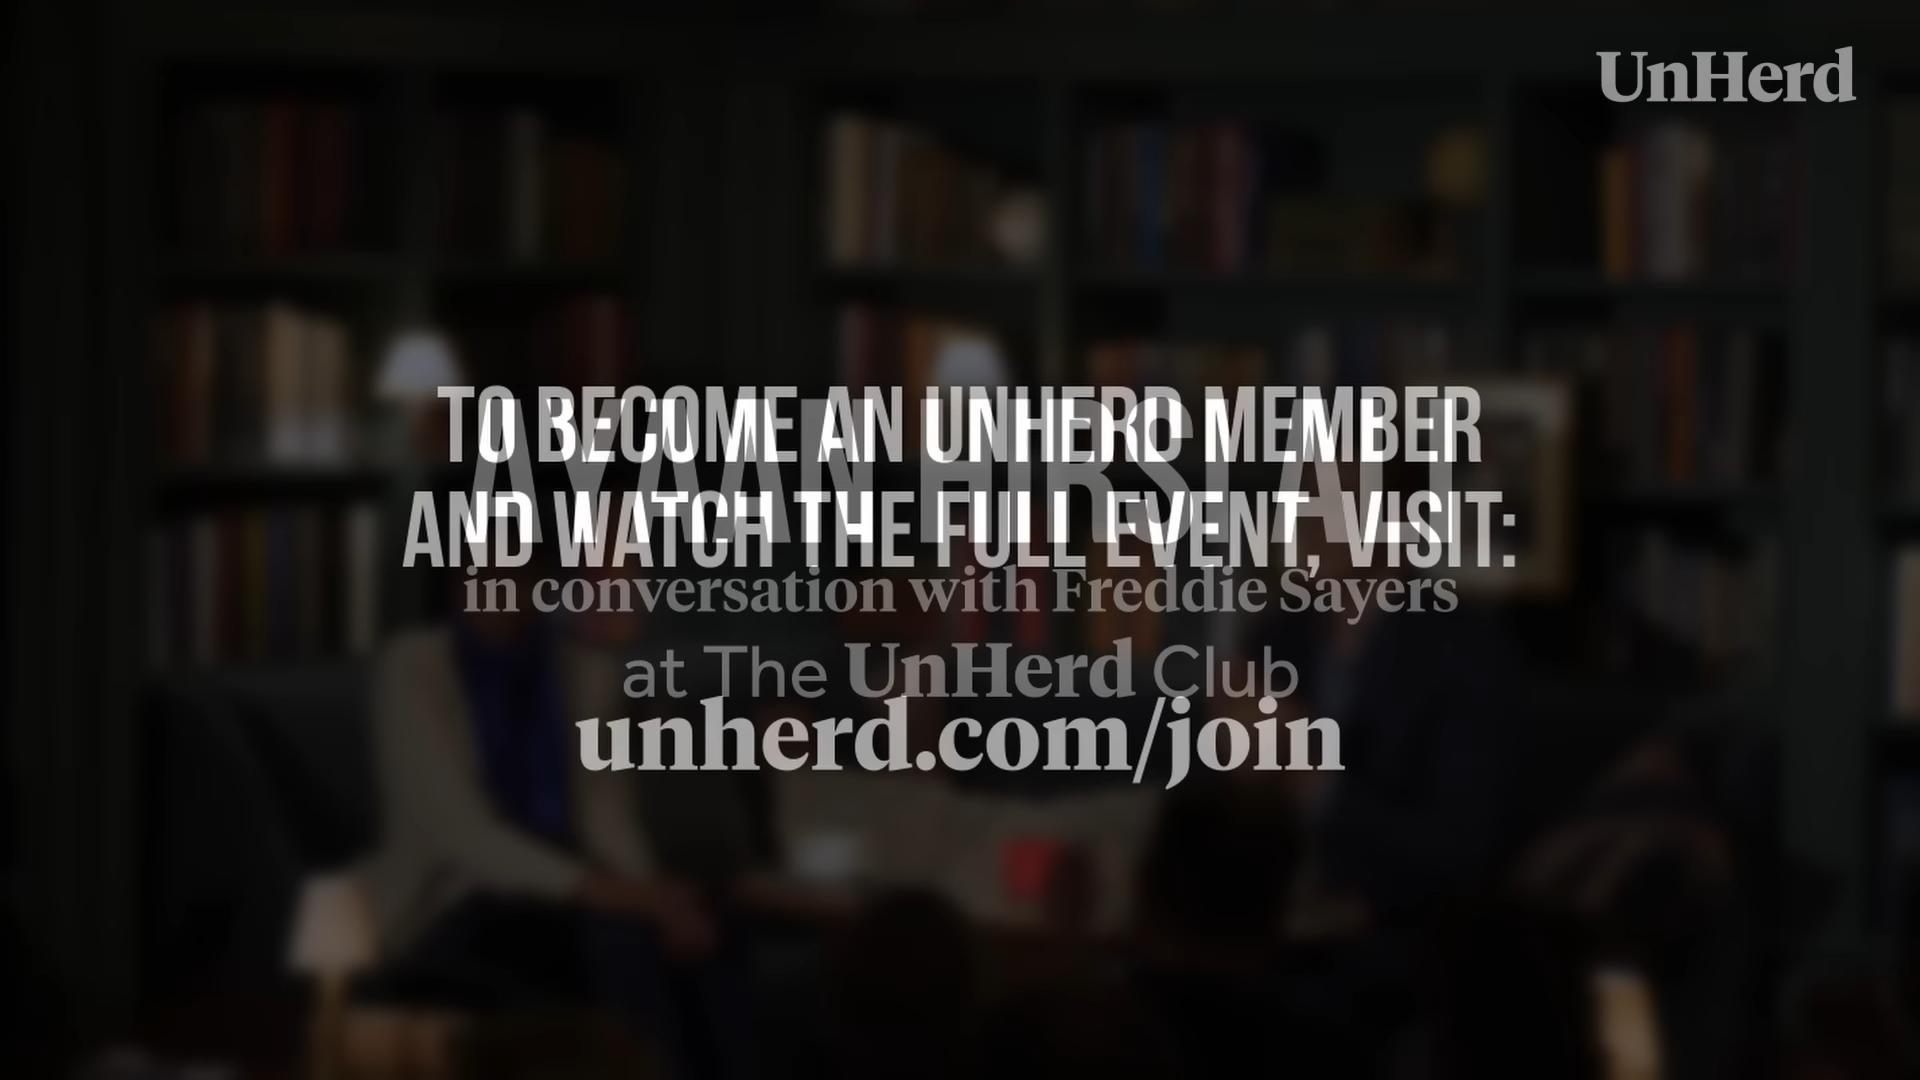 UnHerd
TO BECOME AN UNHERD MEMBER
AYAAN HIRSI ALI
AND WATCH THE FULL EVENT, VISIT:
in conversation with Freddie Sayers
at The UnHerd Club
unherd.com/join